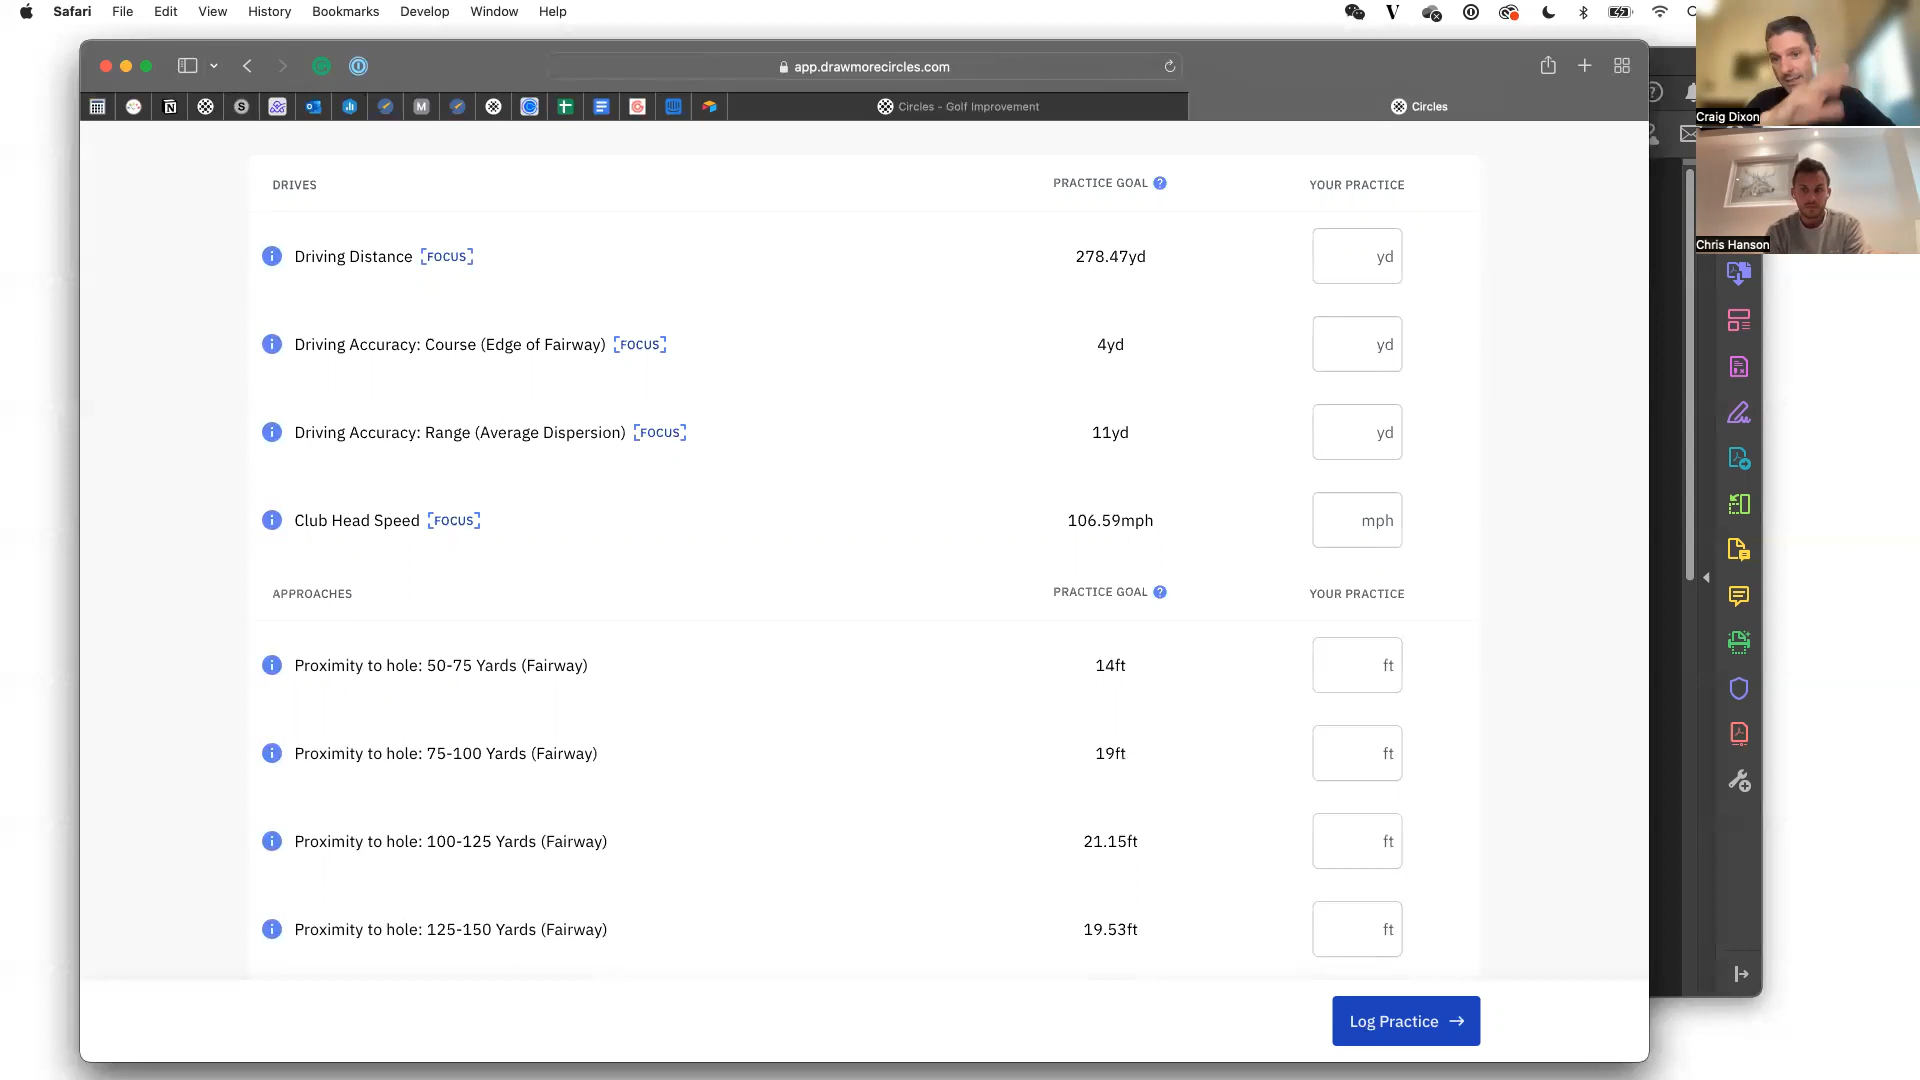 Safari File Edit View History Bookmarks Develop Window Help
app.drawmorecircles.com
Circles - Golf Improvement
Circles
Craig Dixon
Chris Hanson
DRIVES PRACTICE GOAL ? YOUR PRACTICE
Driving Distance [FOCUS] 278.47yd yd
Driving Accuracy: Course (Edge of Fairway) [FOCUS] 4yd yd
Driving Accuracy: Range (Average Dispersion) [FOCUS] 11yd yd
Club Head Speed [FOCUS] 106.59mph mph
APPROACHES PRACTICE GOAL ? YOUR PRACTICE
Proximity to hole: 50-75 Yards (Fairway) 14ft ft
Proximity to hole: 75-100 Yards (Fairway) 19ft ft
Proximity to hole: 100-125 Yards (Fairway) 21.15ft ft
Proximity to hole: 125-150 Yards (Fairway) 19.53ft ft
Log Practice →